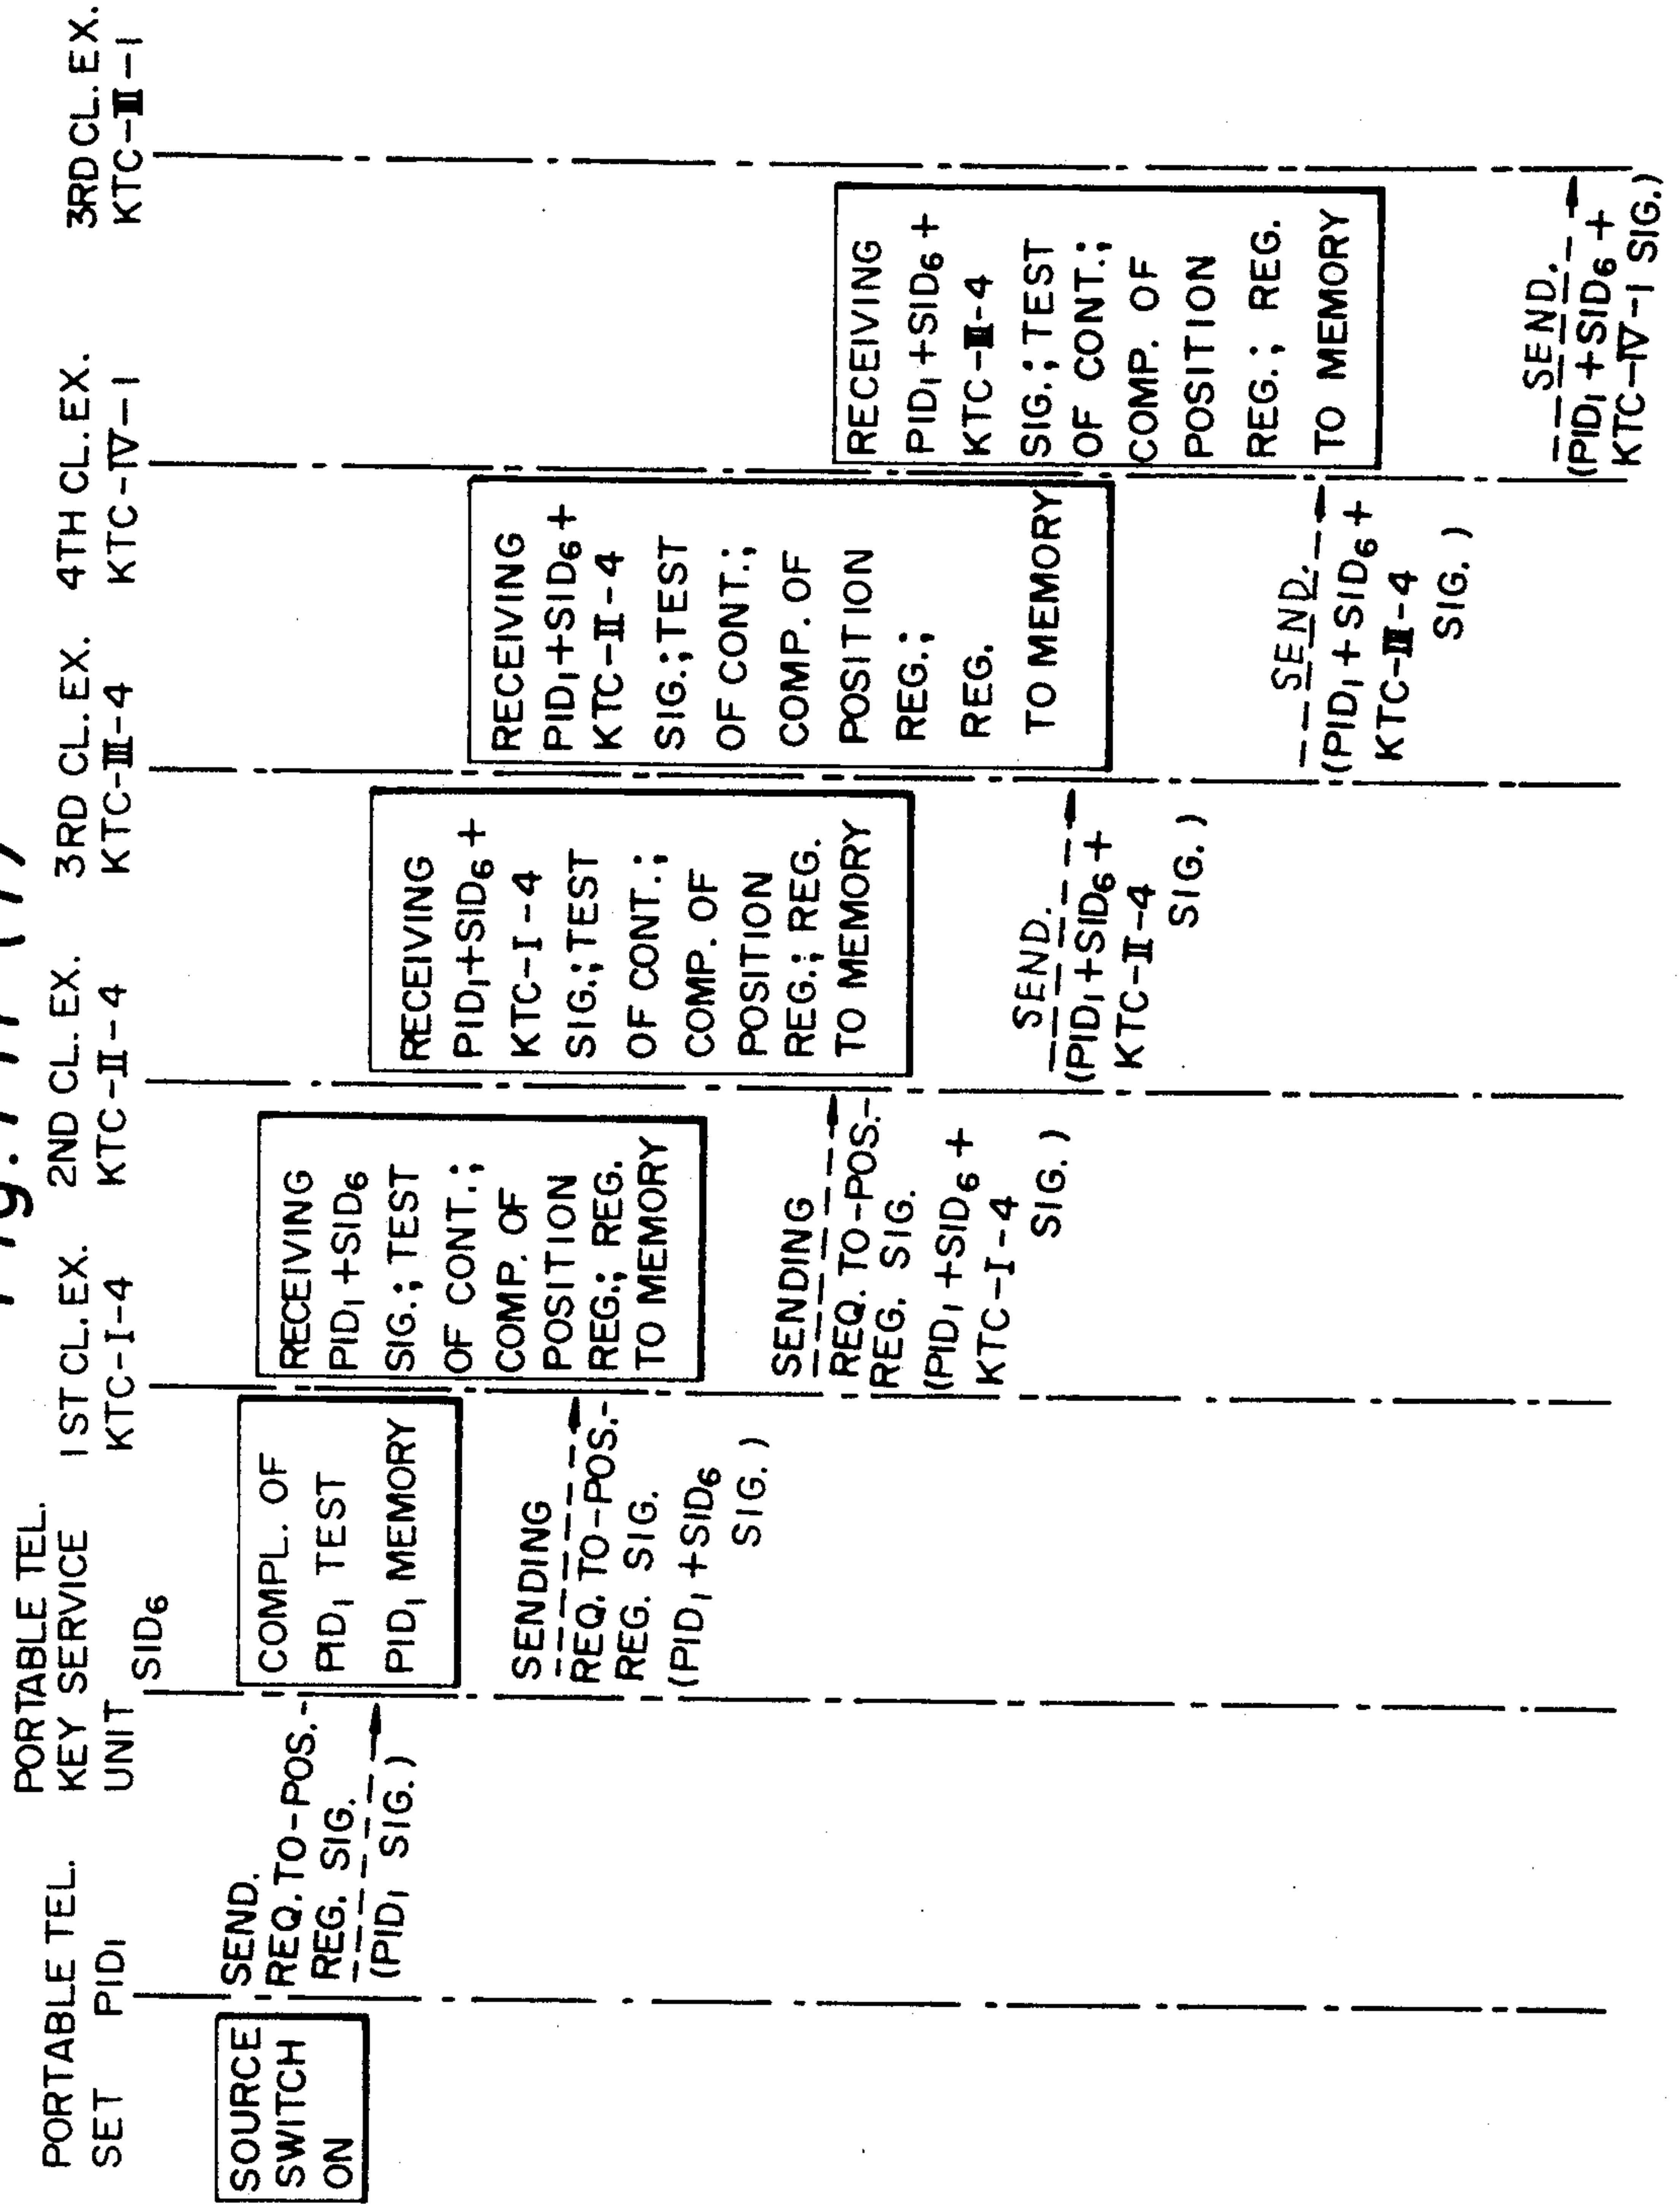 PORTABLE TEL.
SET PID₁
PORTABLE TEL.
KEY SERVICE
UNIT SID₆
1ST CL.EX.
KTC-I-4
2ND CL.EX.
KTC-II-4
3RD CL.EX.
KTC-III-4
4TH CL.EX.
KTC-IV-1
3RD CL.EX.
KTC-III-1
SOURCE
SWITCH
ON
SEND.
REQ.TO-POS.-
REG. SIG.
(PID₁ SIG.)
COMPL. OF
PID₁ TEST
PID₁ MEMORY
SENDING
REQ.TO-POS.-
REG. SIG.
(PID₁+SID₆
SIG.)
RECEIVING
PID₁+SID₆
SIG.; TEST
OF CONT.;
COMP. OF
POSITION
REG.; REG.
TO MEMORY
SENDING
REQ.TO-POS.-
REG. SIG.
(PID₁+SID₆+
KTC-I-4
SIG.)
RECEIVING
PID₁+SID₆+
KTC-I-4
SIG.; TEST
OF CONT.;
COMP. OF
POSITION
REG.; REG.
TO MEMORY
SEND.
(PID₁+SID₆+
KTC-II-4
SIG.)
RECEIVING
PID₁+SID₆+
KTC-II-4
SIG.; TEST
OF CONT.;
COMP. OF
POSITION
REG.;
REG.
TO MEMORY
SEND.
(PID₁+SID₆+
KTC-III-4
SIG.)
RECEIVING
PID₁+SID₆+
KTC-III-4
SIG.; TEST
OF CONT.;
COMP. OF
POSITION
REG.; REG.
TO MEMORY
SEND.
(PID₁+SID₆+
KTC-IV-1 SIG.)